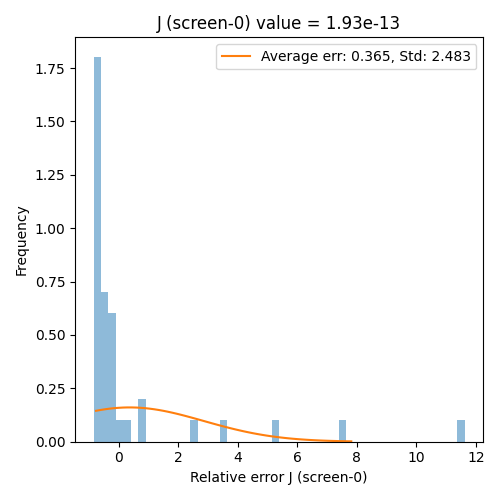 J (screen-0) value = 1.93e-13
Average err: 0.365, Std: 2.483
Frequency
1.75
1.50
1.25
1.00
0.75
0.50
0.25
0.00
0 2 4 6 8 10 12
Relative error J (screen-0)